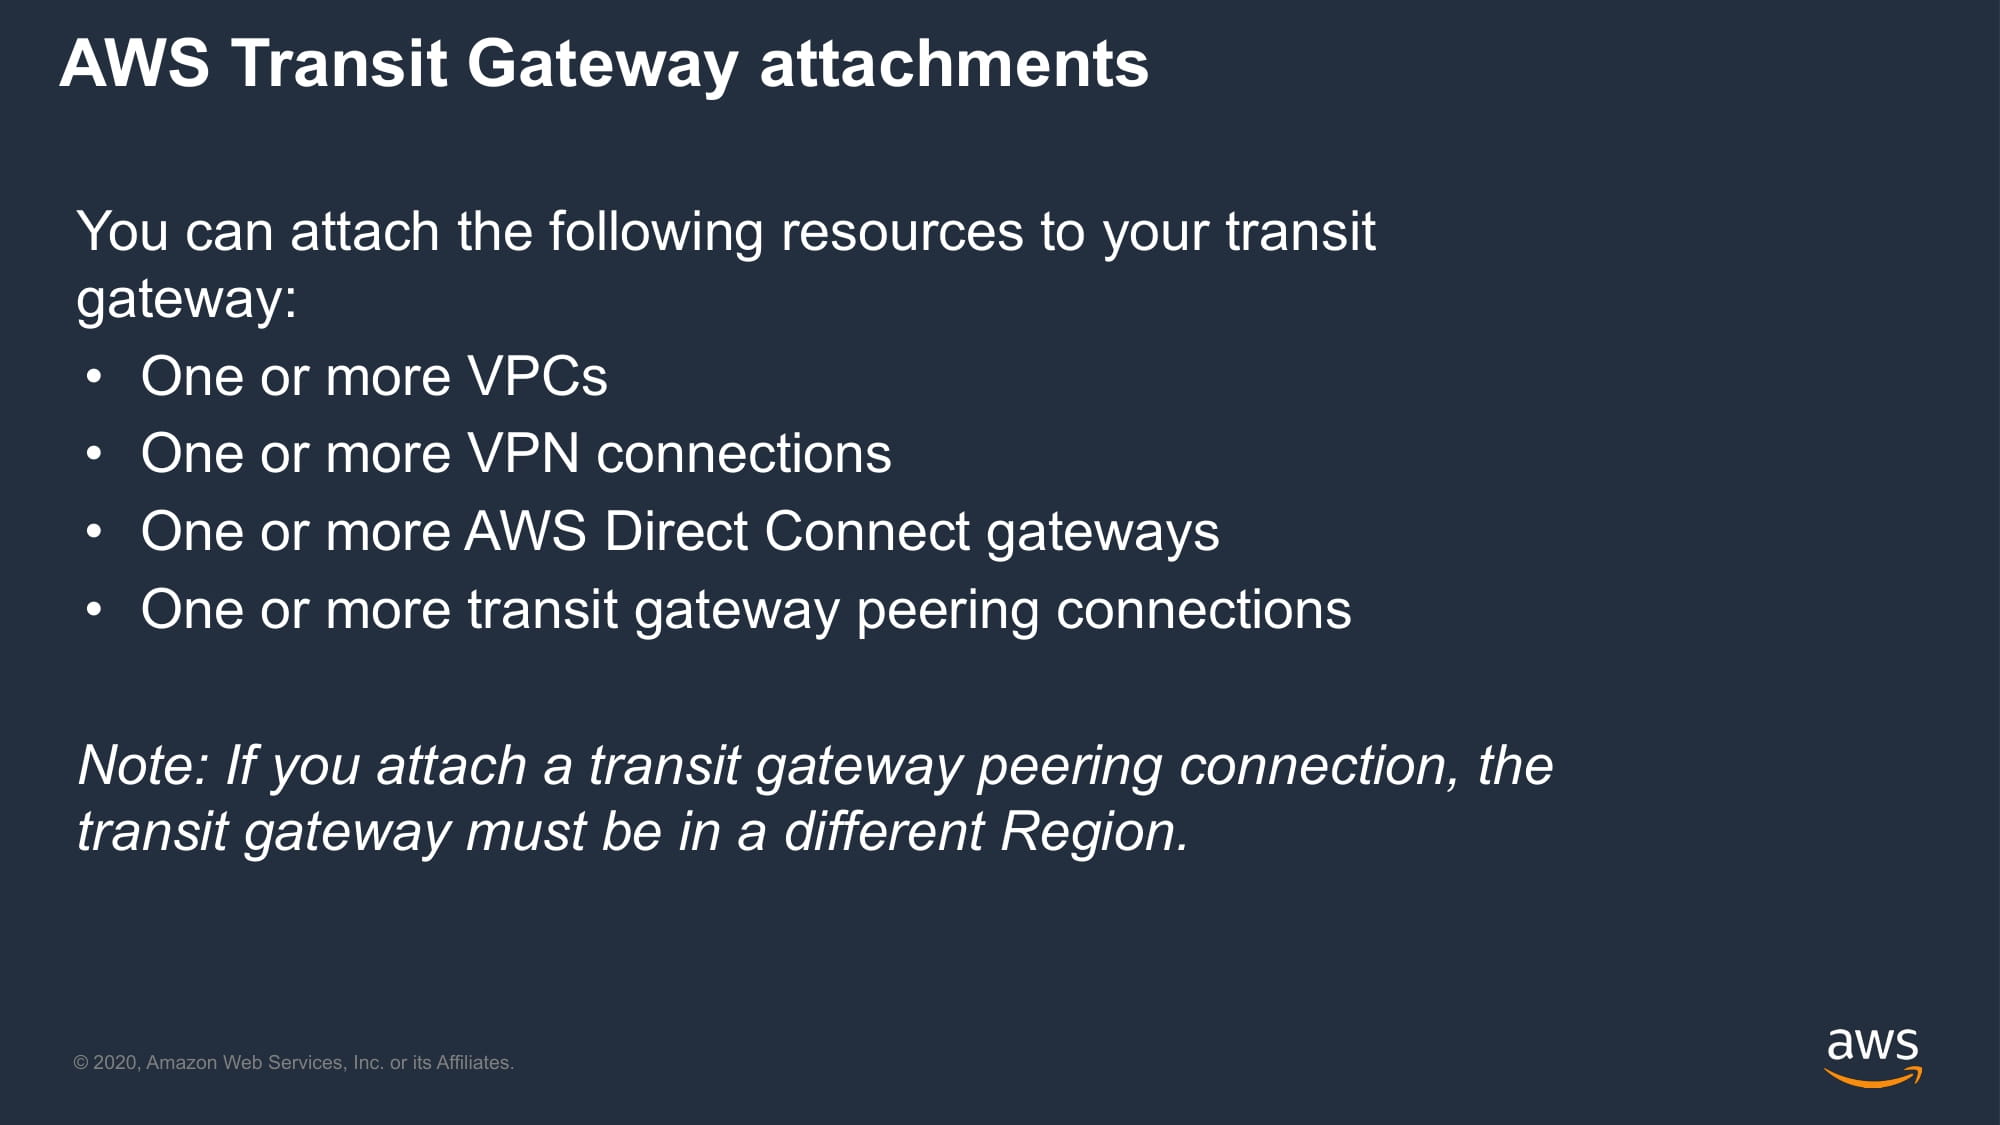 AWS Transit Gateway attachments
You can attach the following resources to your transit
gateway:
• One or more VPCs
• One or more VPN connections
• One or more AWS Direct Connect gateways
• One or more transit gateway peering connections
Note: If you attach a transit gateway peering connection, the
transit gateway must be in a different Region.
© 2020, Amazon Web Services, Inc. or its Affiliates.
aws